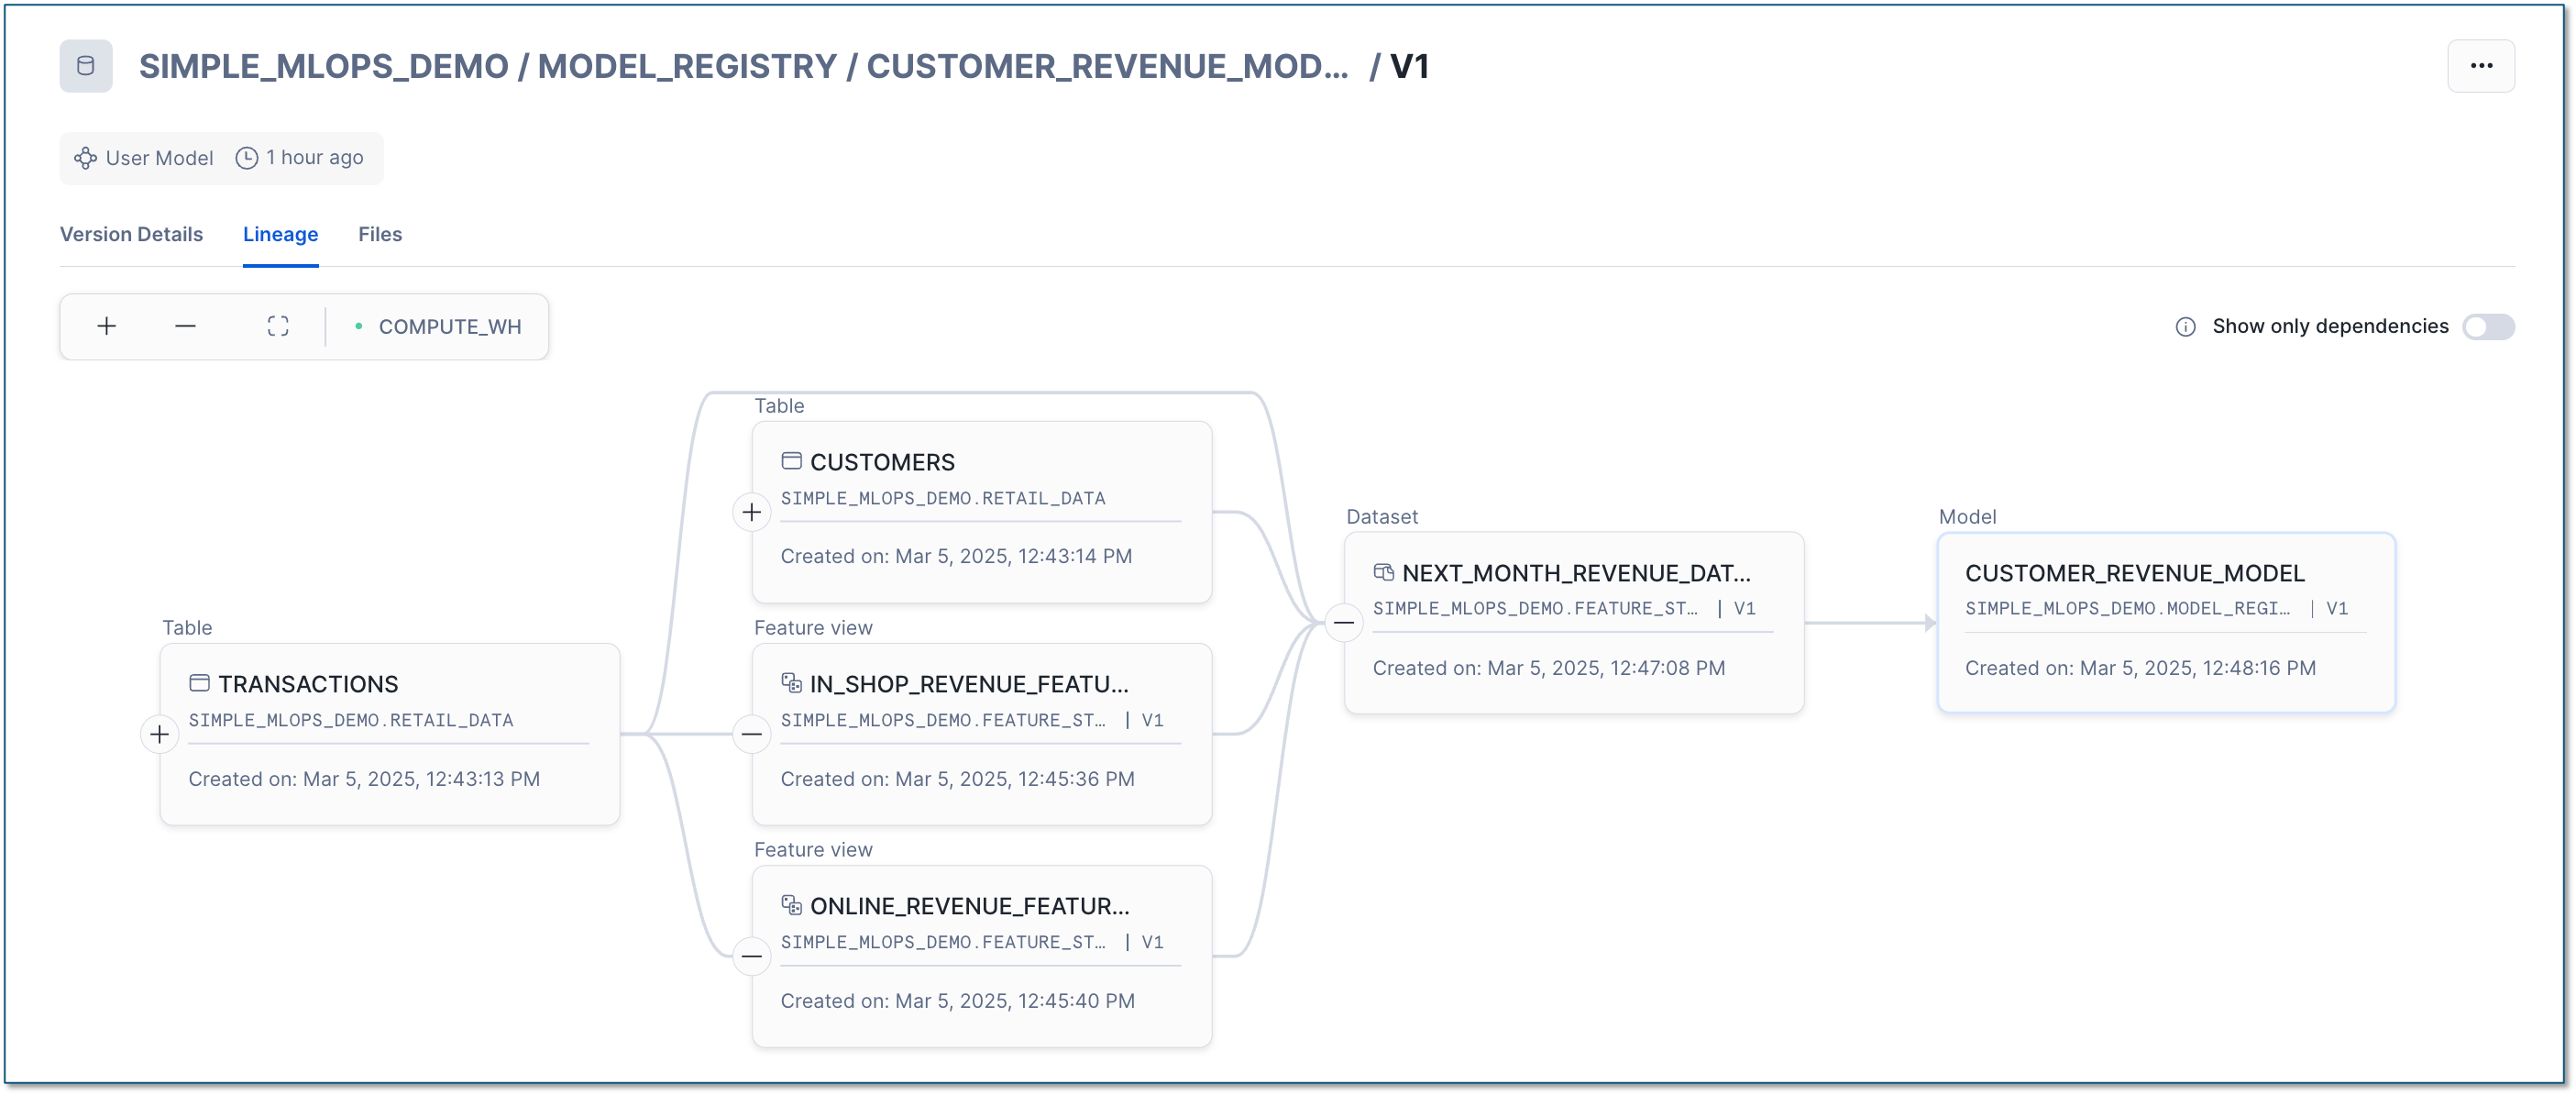 SIMPLE_MLOPS_DEMO / MODEL_REGISTRY / CUSTOMER_REVENUE_MOD... / V1
User Model 1 hour ago
Version Details Lineage Files
COMPUTE_WH
Show only dependencies
Table
TRANSACTIONS
SIMPLE_MLOPS_DEMO.RETAIL_DATA
Created on: Mar 5, 2025, 12:43:13 PM
Table
CUSTOMERS
SIMPLE_MLOPS_DEMO.RETAIL_DATA
Created on: Mar 5, 2025, 12:43:14 PM
Feature view
IN_SHOP_REVENUE_FEATU...
SIMPLE_MLOPS_DEMO.FEATURE_ST... | V1
Created on: Mar 5, 2025, 12:45:36 PM
Feature view
ONLINE_REVENUE_FEATUR...
SIMPLE_MLOPS_DEMO.FEATURE_ST... | V1
Created on: Mar 5, 2025, 12:45:40 PM
Dataset
NEXT_MONTH_REVENUE_DAT...
SIMPLE_MLOPS_DEMO.FEATURE_ST... | V1
Created on: Mar 5, 2025, 12:47:08 PM
Model
CUSTOMER_REVENUE_MODEL
SIMPLE_MLOPS_DEMO.MODEL_REGI... | V1
Created on: Mar 5, 2025, 12:48:16 PM